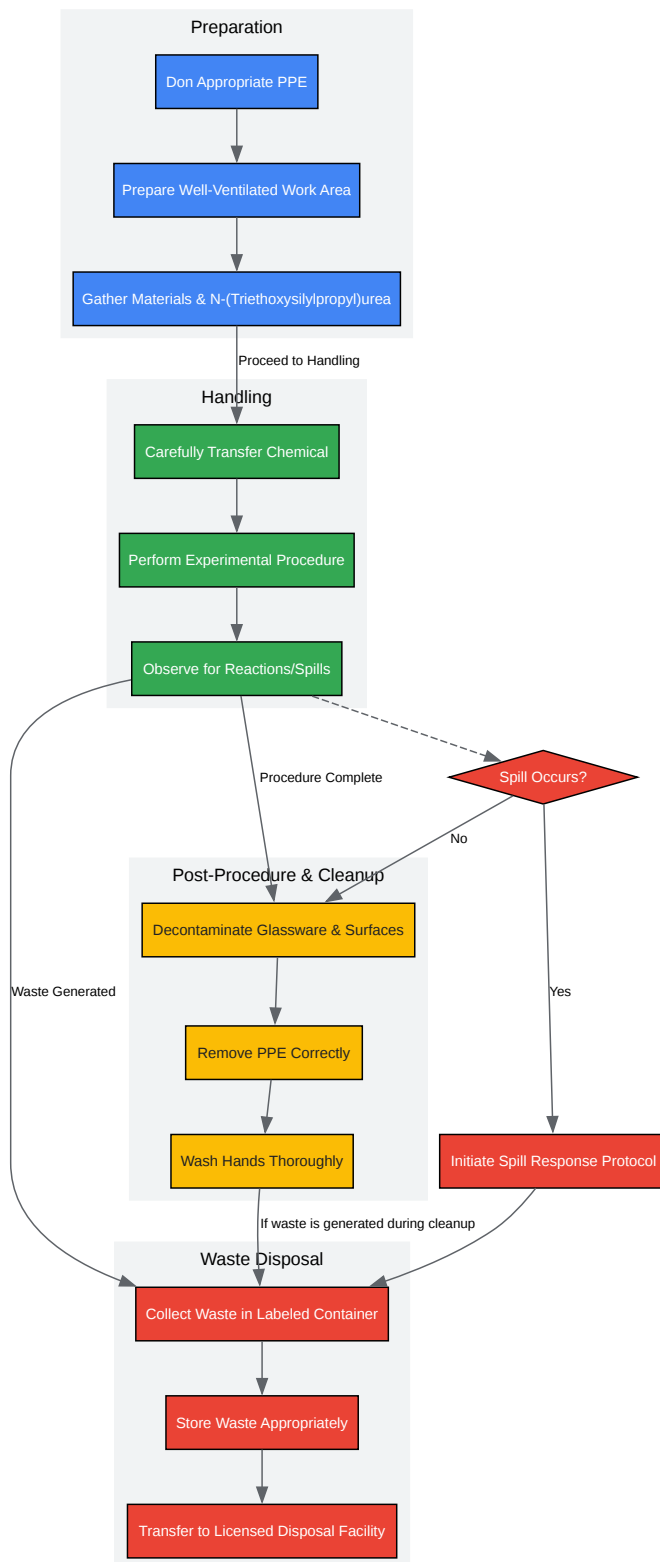 Preparation
Don Appropriate PPE
Prepare Well-Ventilated Work Area
Gather Materials & N-(Triethoxysilylpropyl)urea
Proceed to Handling
Handling
Carefully Transfer Chemical
Perform Experimental Procedure
Observe for Reactions/Spills
Spill Occurs?
Procedure Complete
No
Post-Procedure & Cleanup
Decontaminate Glassware & Surfaces
Waste Generated
Yes
Remove PPE Correctly
Wash Hands Thoroughly
Initiate Spill Response Protocol
If waste is generated during cleanup
Waste Disposal
Collect Waste in Labeled Container
Store Waste Appropriately
Transfer to Licensed Disposal Facility